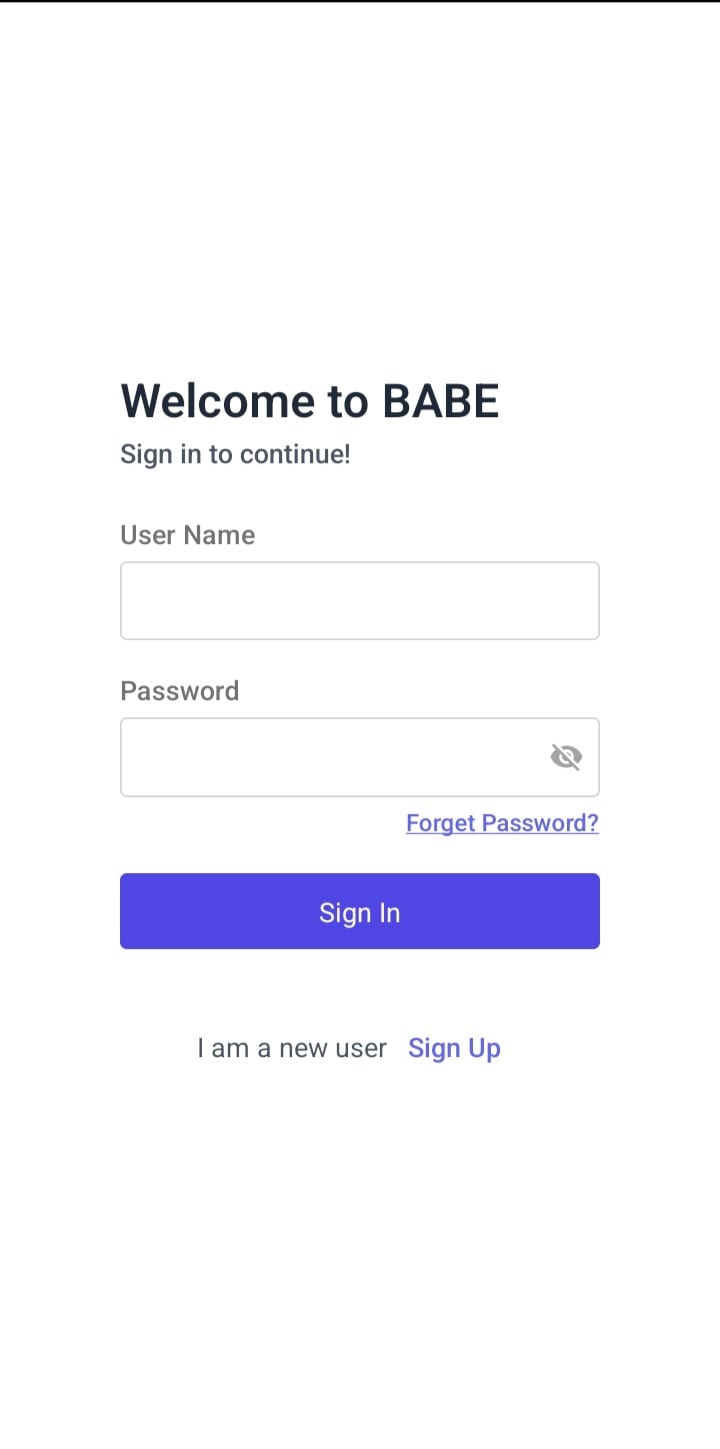 Welcome to BABE
Sign in to continue!
User Name
Password
Forget Password?
Sign In
I am a new user Sign Up